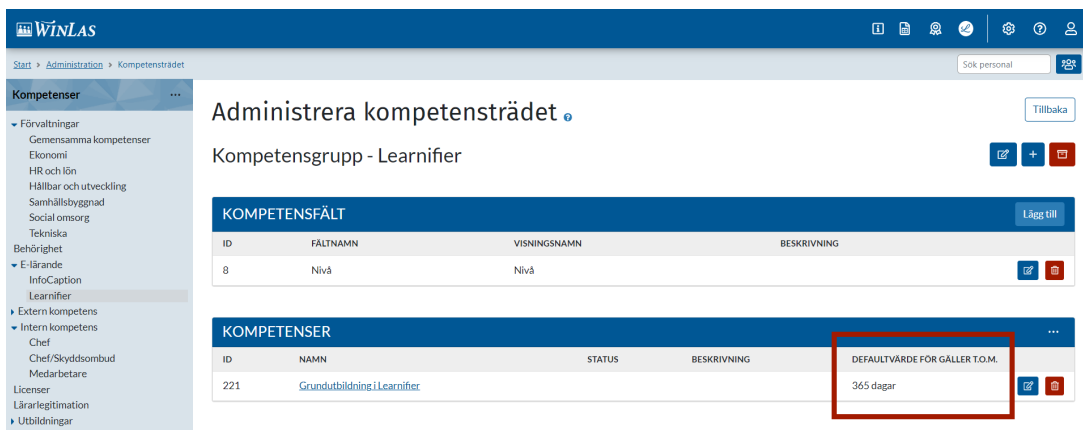 WINLAS
Start > Administration > Kompetensträdet
Sök personal
Kompetenser ...
Förvaltningar
Gemensamma kompetenser
Ekonomi
HR och lön
Hållbar och utveckling
Samhällsbyggnad
Social omsorg
Tekniska
Behörighet
E-lärande
InfoCaption
Learnifier
Extern kompetens
Intern kompetens
Chef
Chef/Skyddsombud
Medarbetare
Licenser
Lärarlegitimation
Utbildningar
Administrera kompetensträdet
Tillbaka
Kompetensgrupp - Learnifier
KOMPETENSFÄLT Lägg till
ID FÄLTNAMN VISNINGSNAMN BESKRIVNING
8 Nivå Nivå
KOMPETENSER ...
ID NAMN STATUS BESKRIVNING DEFAULTVÄRDE FÖR GÄLLER T.O.M.
221 Grundutbildning i Learnifier 365 dagar